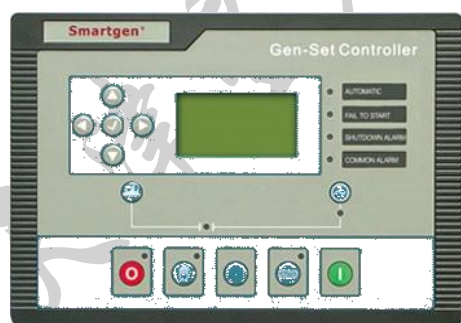 Smartgen®
Gen-Set Controller
AUTOMATIC
FAIL TO START
SHUTDOWN ALARM
COMMON ALARM